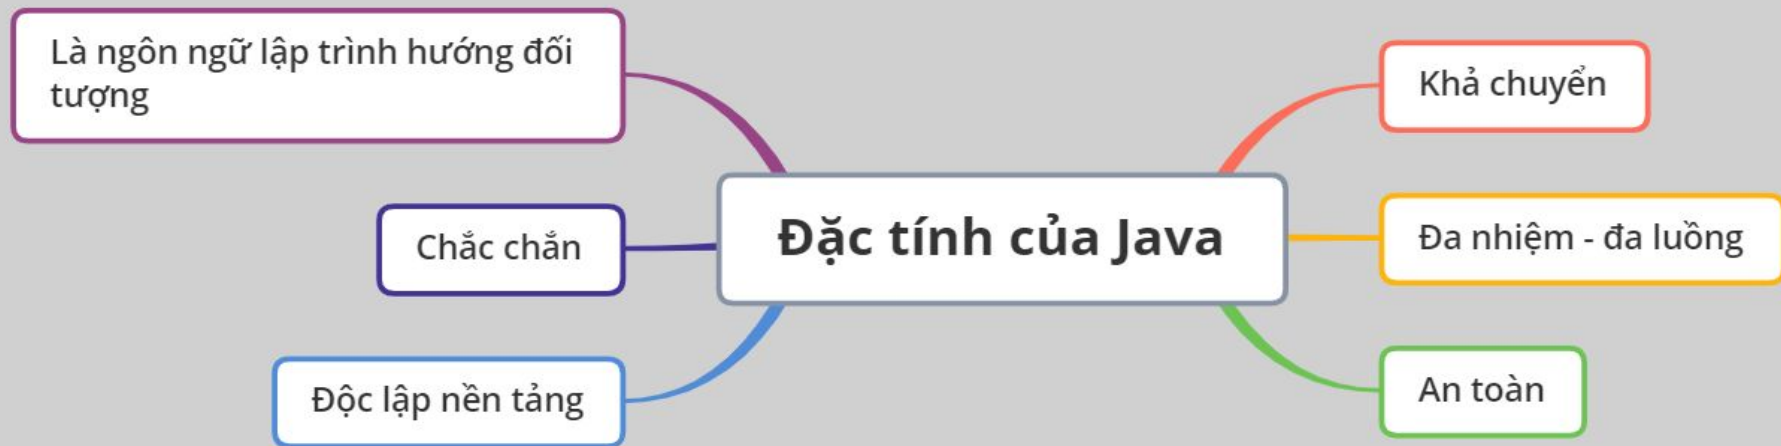 Là ngôn ngữ lập trình hướng đối
tượng
Chắc chắn
Độc lập nền tảng
Đặc tính của Java
Khả chuyển
Đa nhiệm - đa luồng
An toàn